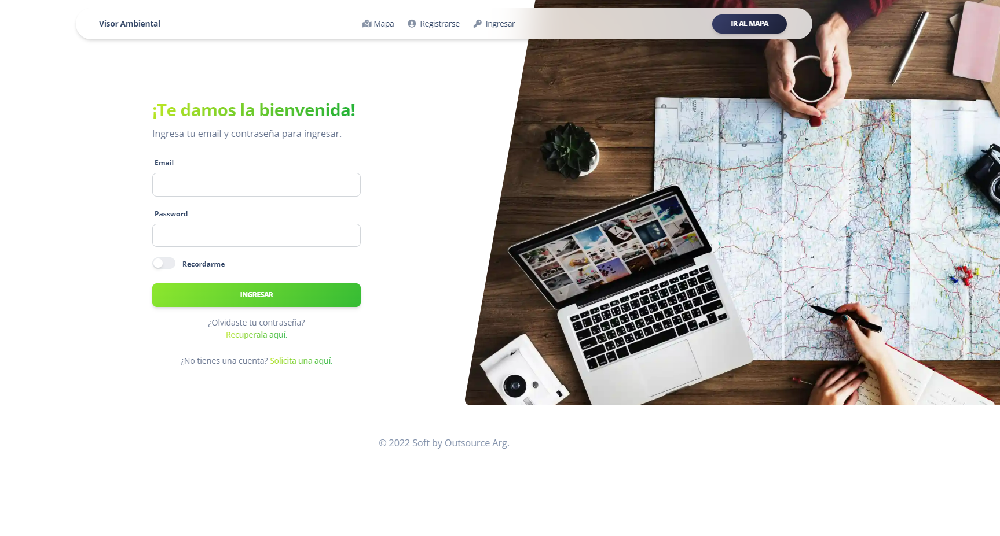 Visor Ambiental
Mapa
Registrarse
Ingresar
IR AL MAPA
¡Te damos la bienvenida!
Ingresa tu email y contraseña para ingresar.
Email
Password
Recordarme
INGRESAR
¿Olvidaste tu contraseña?
Recuperala aquí.
¿No tienes una cuenta? Solicita una aquí.
© 2022 Soft by Outsource Arg.